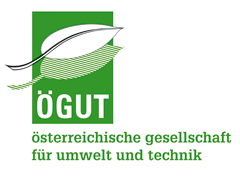 ÖGUT
österreichische gesellschaft
für umwelt und technik